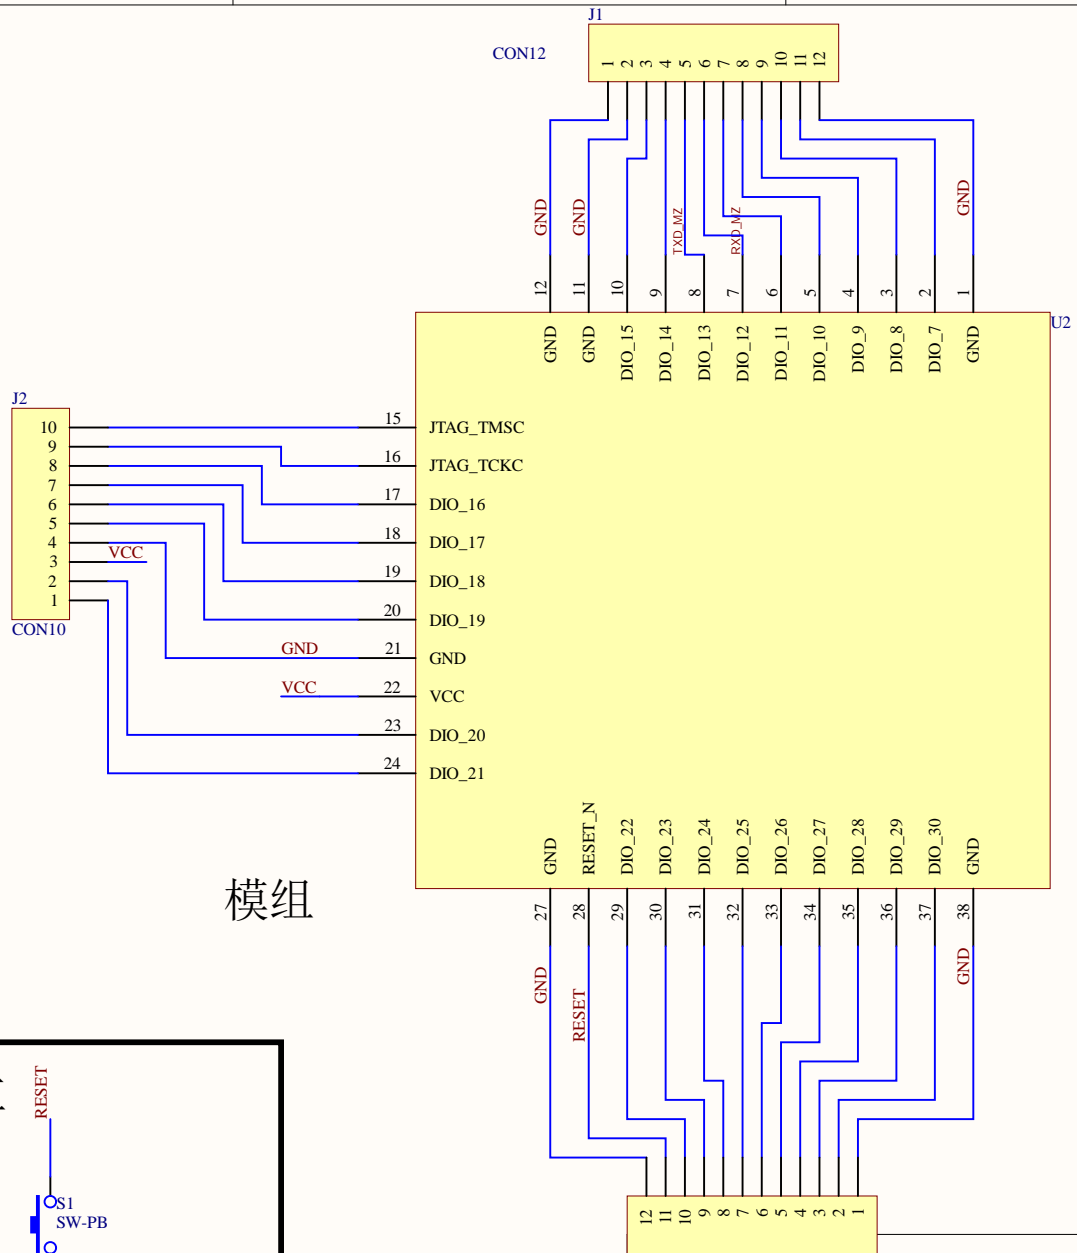 J1
CON12
1 2 3 4 5 6 7 8 9 10 11 12
GND GND TXD_MZ RXD_MZ GND
12 11 10 9 8 7 6 5 4 3 2 1
U2
GND GND DIO_15 DIO_14 DIO_13 DIO_12 DIO_11 DIO_10 DIO_9 DIO_8 DIO_7 GND
J2
10 15 JTAG_TMSC
9 16 JTAG_TCKC
8 17 DIO_16
7 18 DIO_17
6 19 DIO_18
5 20 DIO_19
4 GND 21 GND
3 VCC VCC 22 VCC
2 23 DIO_20
1 24 DIO_21
CON10
GND RESET_N DIO_22 DIO_23 DIO_24 DIO_25 DIO_26 DIO_27 DIO_28 DIO_29 DIO_30 GND
模组
27 28 29 30 31 32 33 34 35 36 37 38
GND RESET GND
RESET
S1
SW-PB
12 11 10 9 8 7 6 5 4 3 2 1